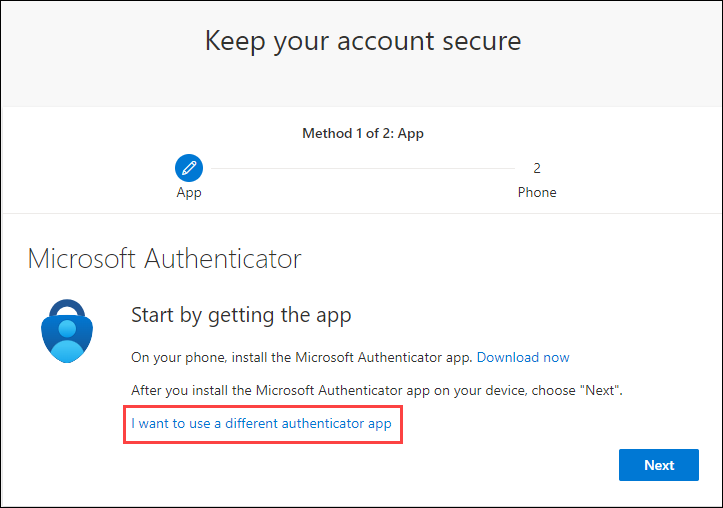 Keep your account secure
Method 1 of 2: App
2
App
Phone
Microsoft Authenticator
Start by getting the app
On your phone, install the Microsoft Authenticator app. Download now
After you install the Microsoft Authenticator app on your device, choose "Next".
I want to use a different authenticator app
Next